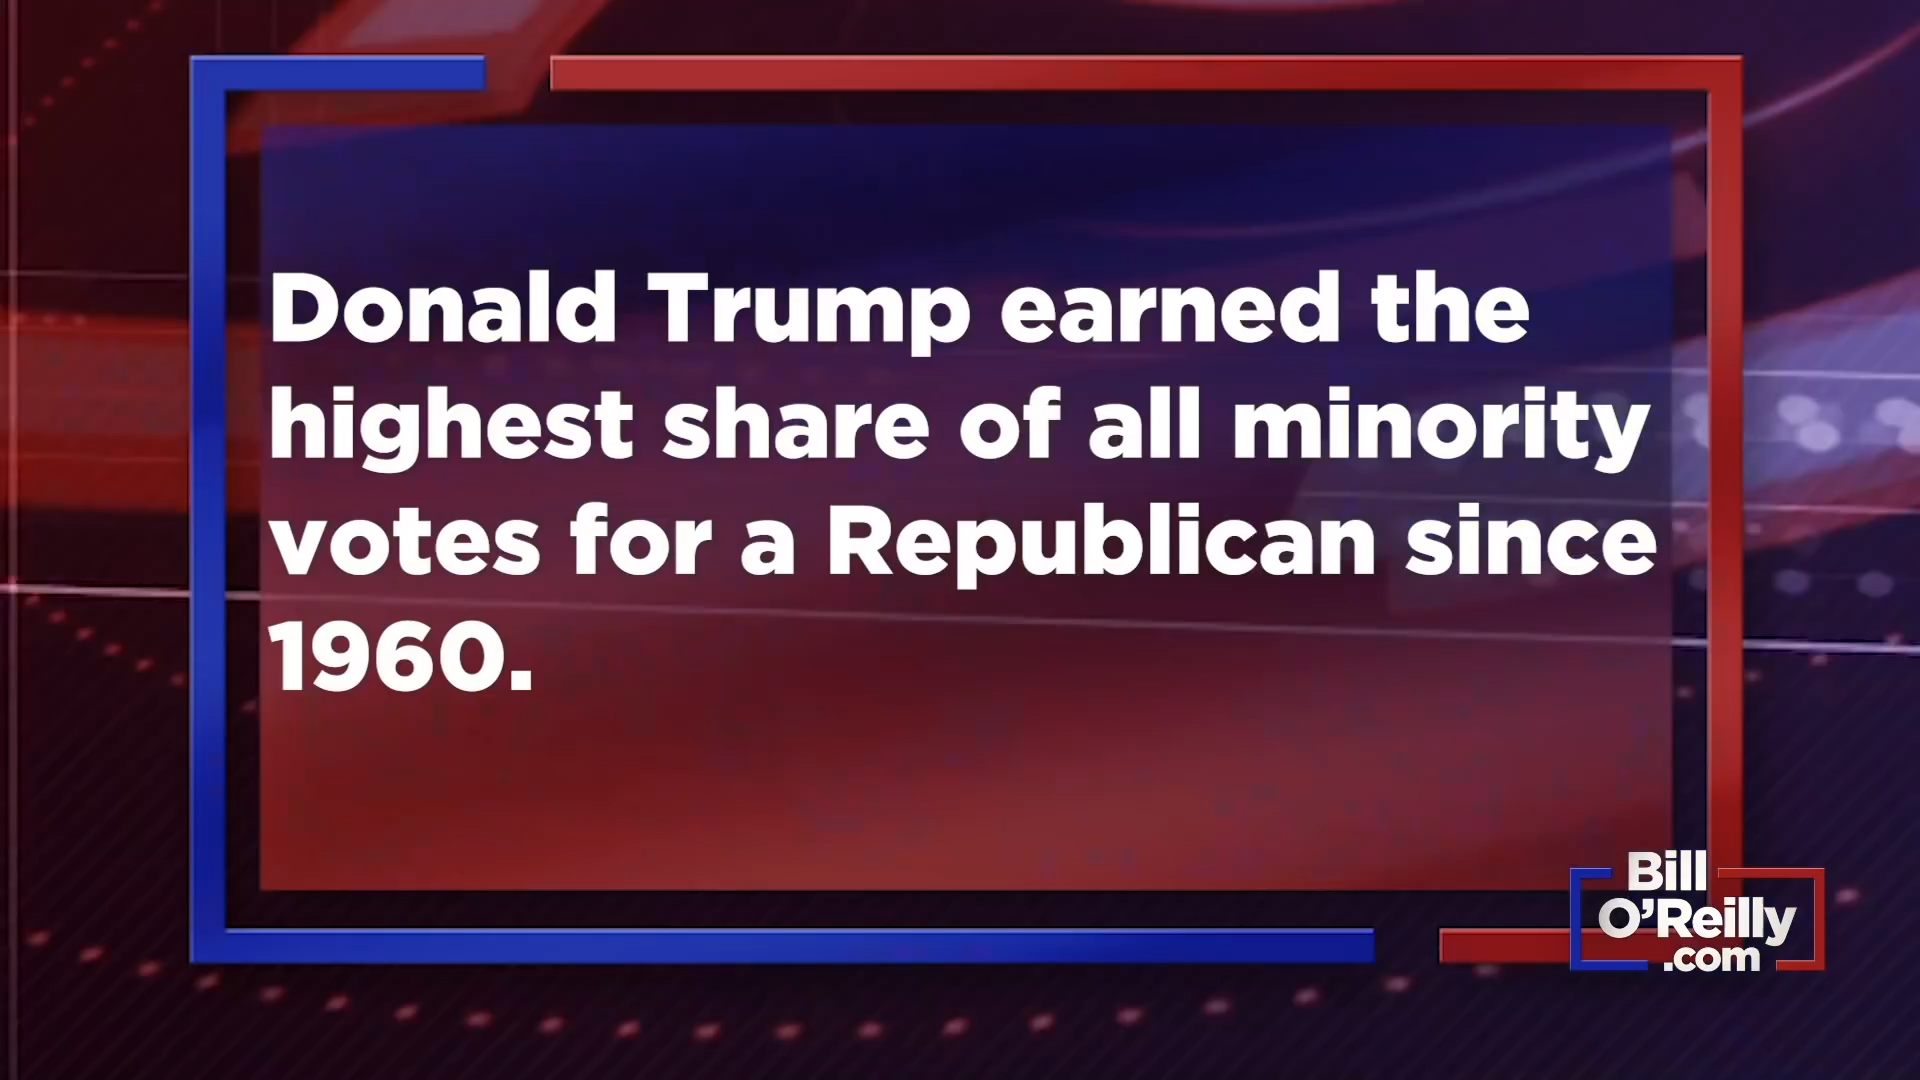 Donald Trump earned the
highest share of all minority
votes for a Republican since
1960.
Bill
O'Reilly
.com